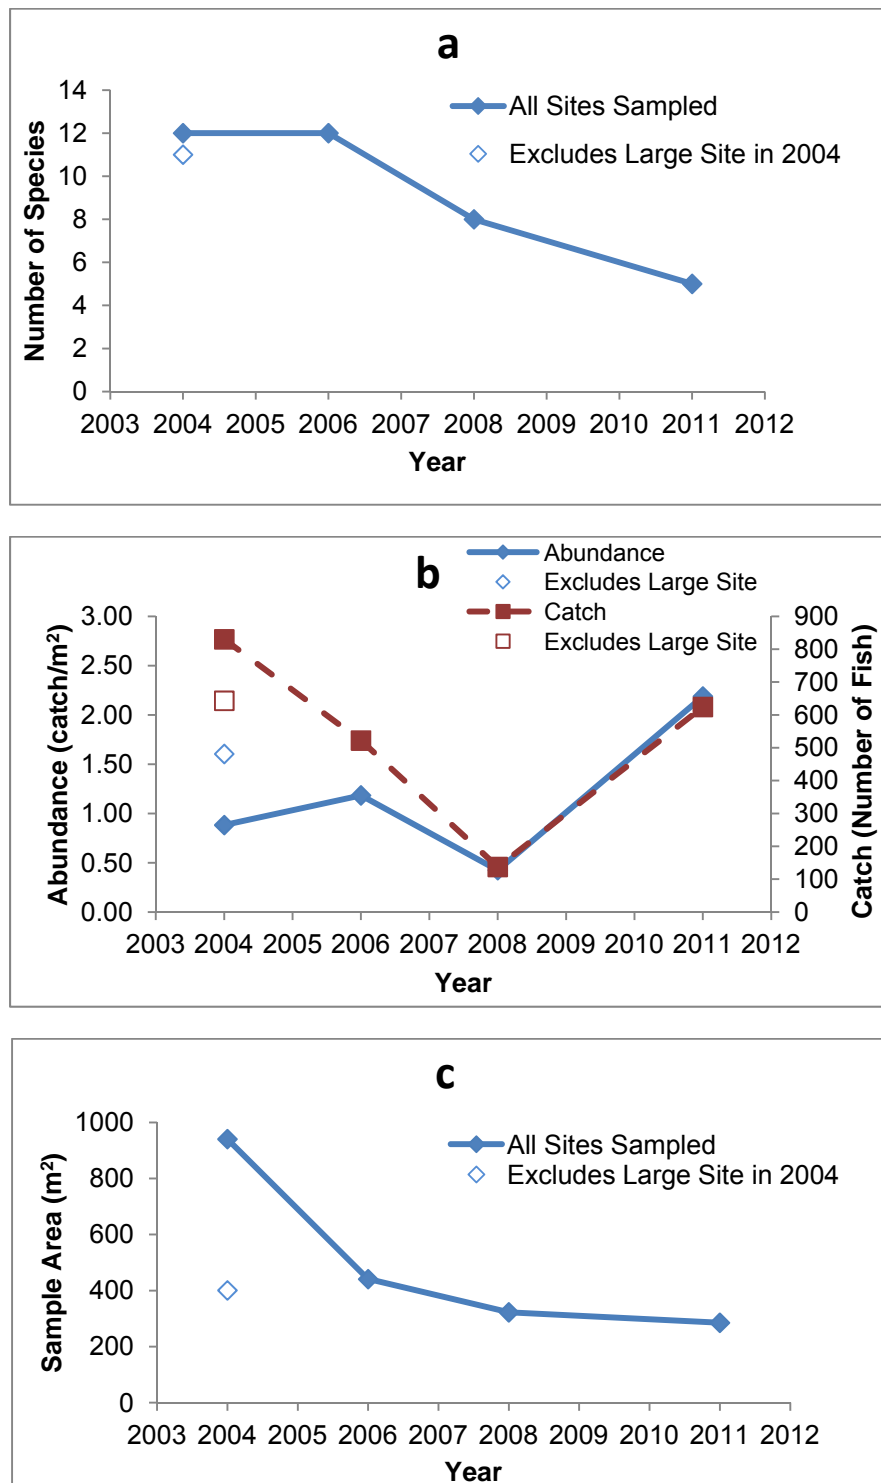 a
All Sites Sampled
Excludes Large Site in 2004
Number of Species
14
12
10
8
6
4
2
0
2003 2004 2005 2006 2007 2008 2009 2010 2011 2012
Year
b
Abundance
Excludes Large Site
Catch
Excludes Large Site
Abundance (catch/m²)
3.00
2.50
2.00
1.50
1.00
0.50
0.00
900
800
700
600
500
400
300
200
100
0
Catch (Number of Fish)
2003 2004 2005 2006 2007 2008 2009 2010 2011 2012
Year
c
All Sites Sampled
Excludes Large Site in 2004
Sample Area (m²)
1000
800
600
400
200
0
2003 2004 2005 2006 2007 2008 2009 2010 2011 2012
Year